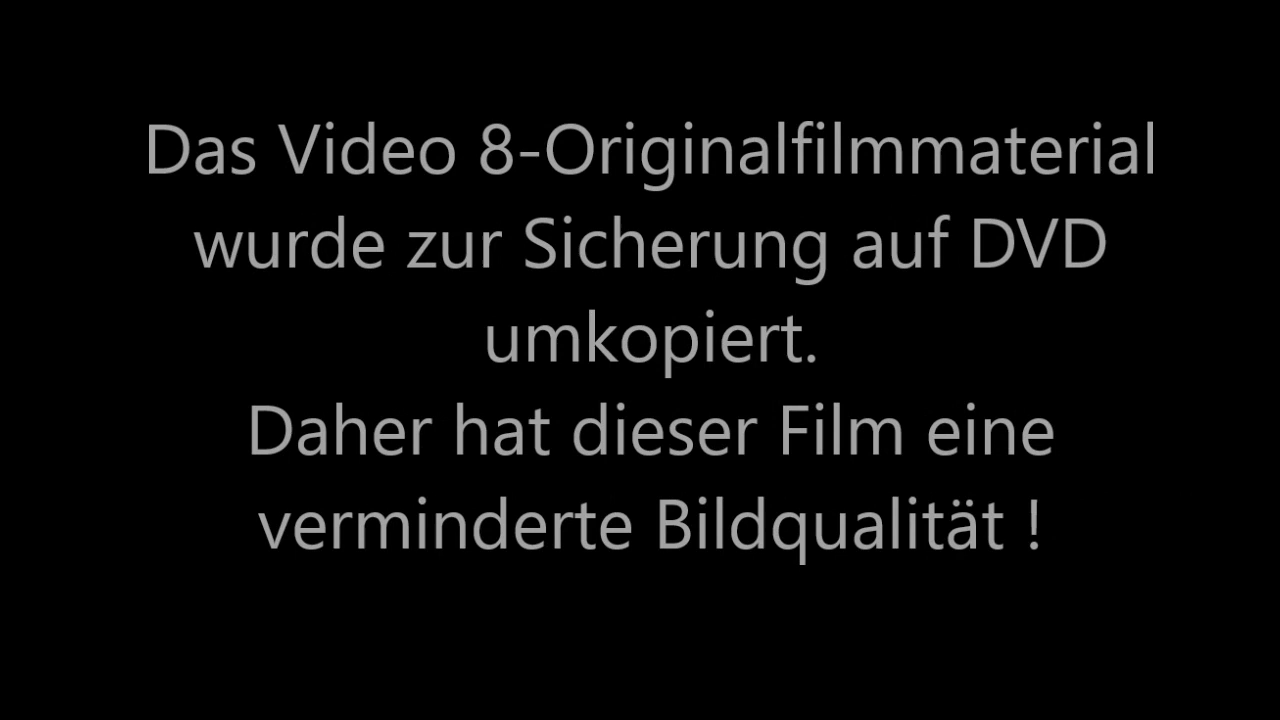 Das Video 8-Originalfilmmaterial
wurde zur Sicherung auf DVD
umkopiert.
Daher hat dieser Film eine
verminderte Bildqualität !